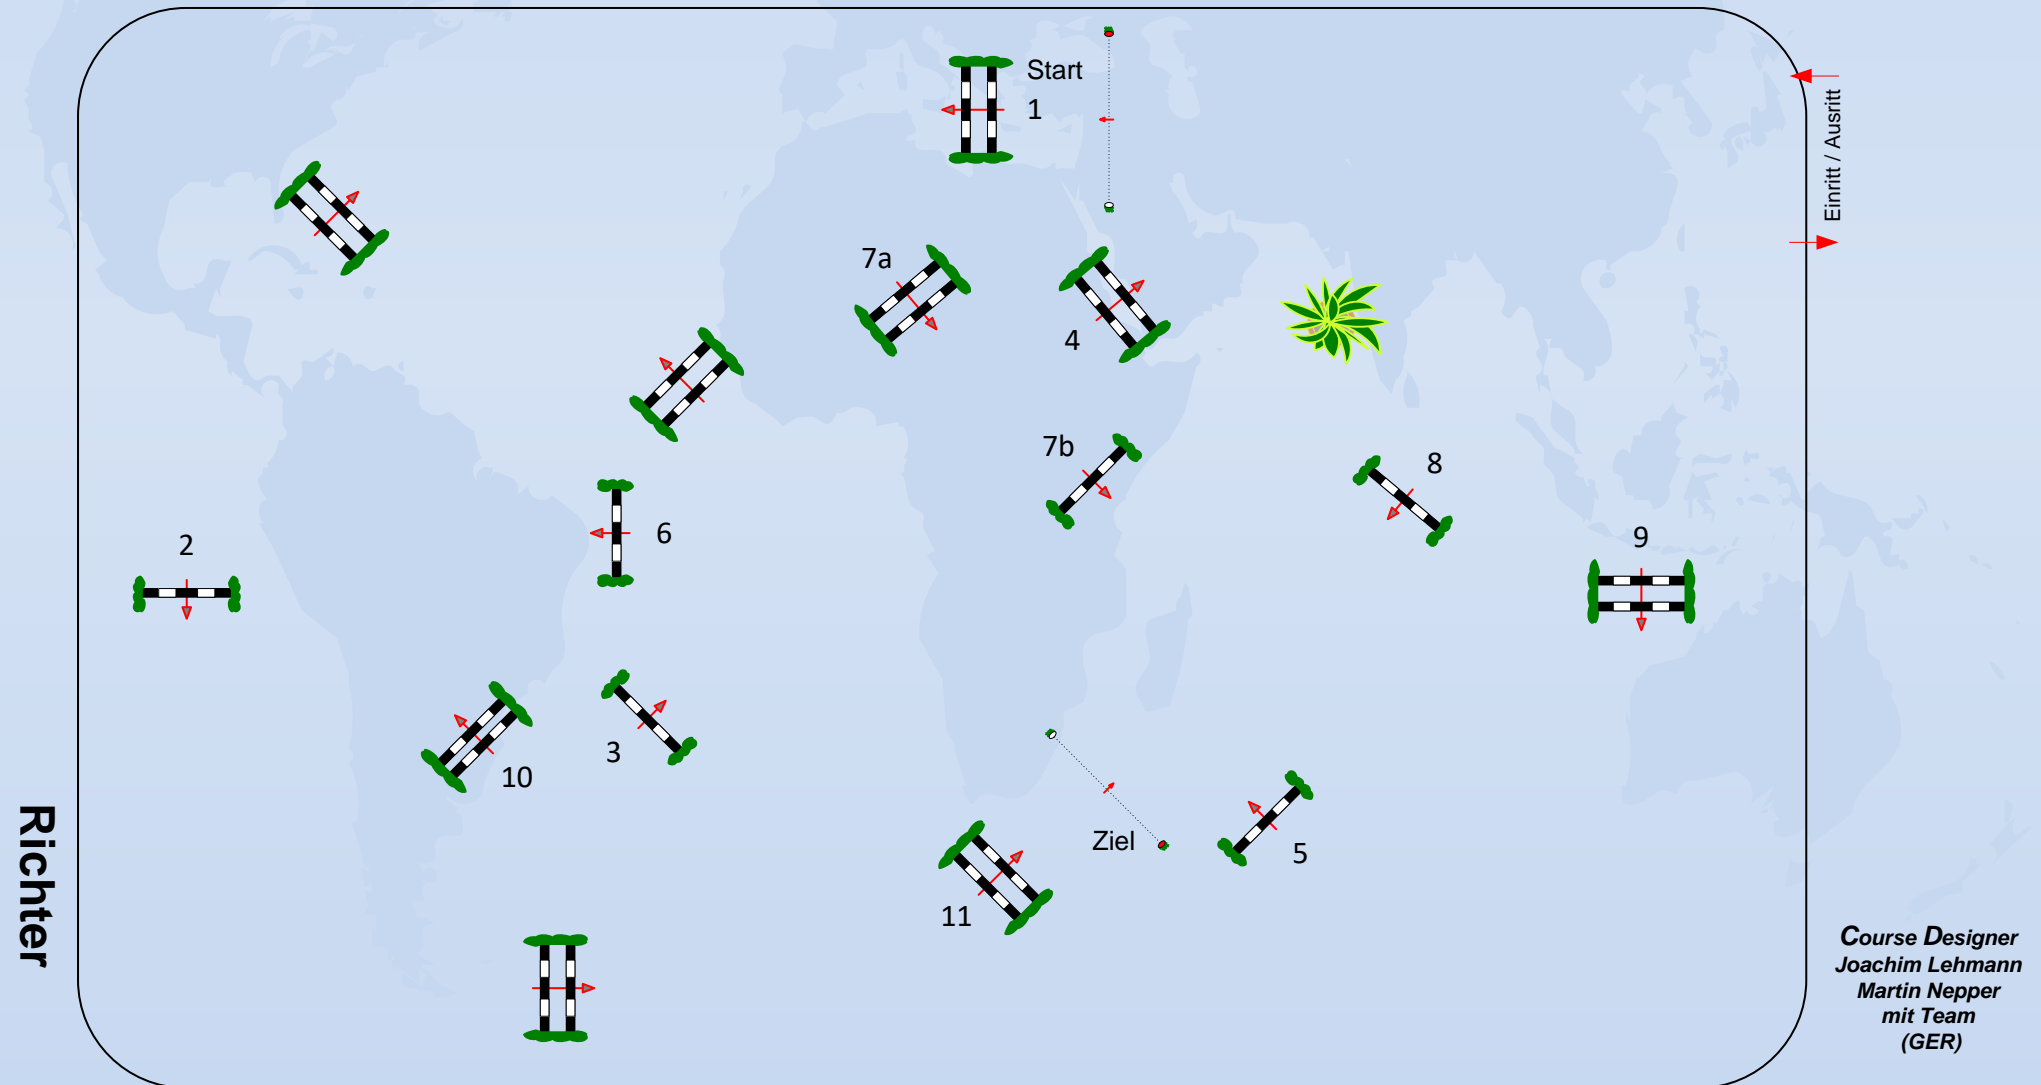 Start
1
Einritt / Ausritt
7a
4
7b
8
2
6
9
3
10
Richter
Ziel
5
11
Course Designer
Joachim Lehmann
Martin Nepper
mit Team
(GER)